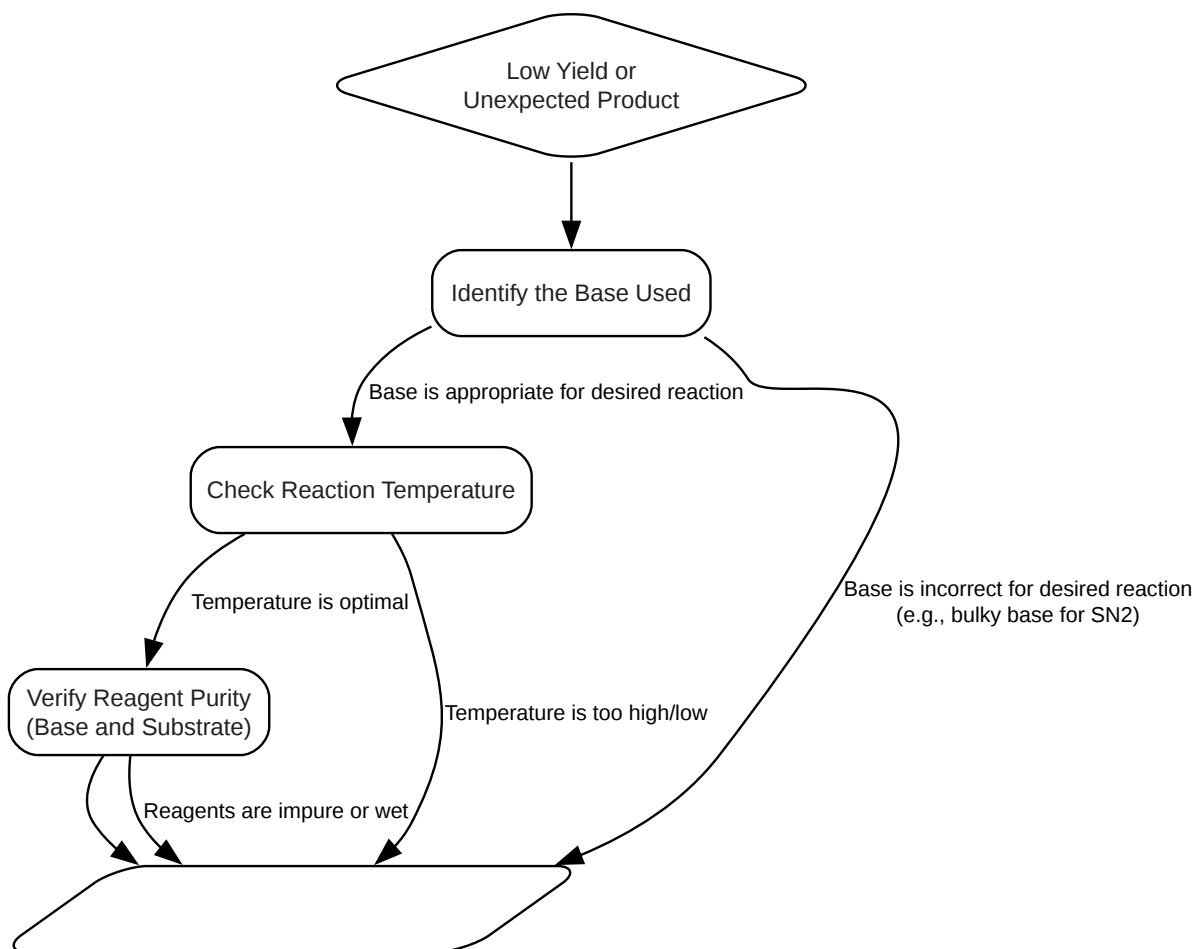 Low Yield or
Unexpected Product
Identify the Base Used
Base is appropriate for desired reaction
Check Reaction Temperature
Temperature is optimal
Base is incorrect for desired reaction
(e.g., bulky base for SN2)
Verify Reagent Purity
(Base and Substrate)
Temperature is too high/low
Reagents are impure or wet